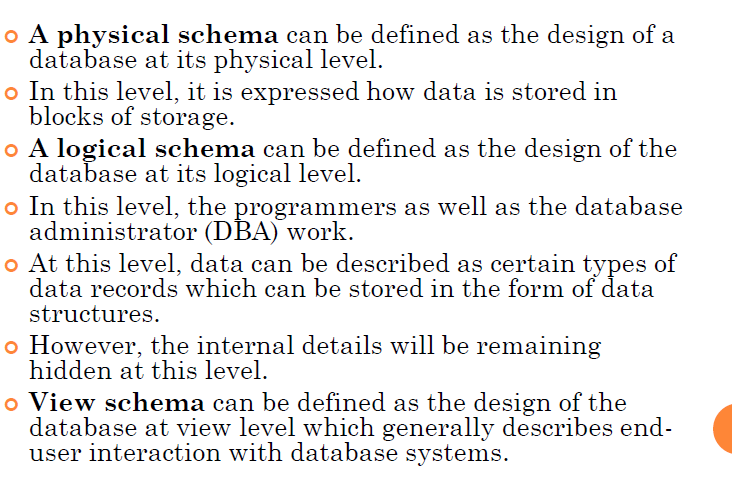 A physical schema can be defined as the design of a
database at its physical level.
In this level, it is expressed how data is stored in
blocks of storage.
A logical schema can be defined as the design of the
database at its logical level.
In this level, the programmers as well as the database
administrator (DBA) work.
At this level, data can be described as certain types of
data records which can be stored in the form of data
structures.
However, the internal details will be remaining
hidden at this level.
View schema can be defined as the design of the
database at view level which generally describes end-
user interaction with database systems.